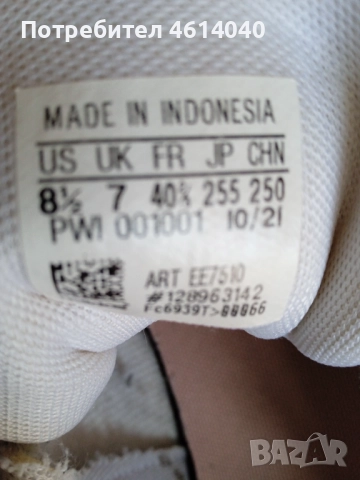 Потребител 4614040
MADE IN INDONESIA
US UK FR JP CHN
8½ 7 40⅔ 255 250
PWI 001001 10/21
ART EE7510
#128963142
Fc6939T>88866
BAZAR